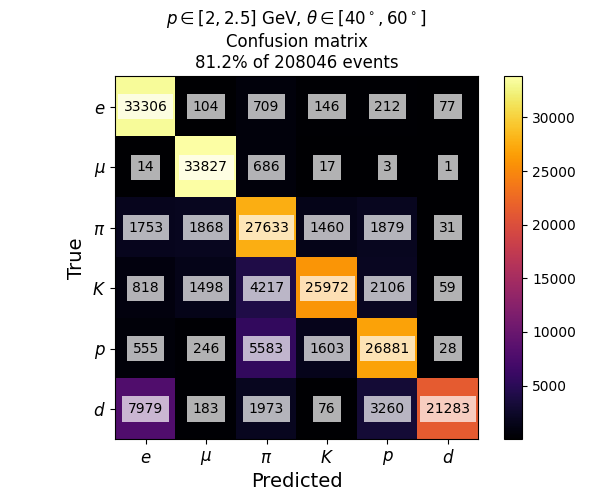 p ∈ [2, 2.5] GeV, θ ∈ [40°, 60°]
Confusion matrix
81.2% of 208046 events
e 33306 104 709 146 212 77
μ 14 33827 686 17 3 1
π 1753 1868 27633 1460 1879 31
K 818 1498 4217 25972 2106 59
p 555 246 5583 1603 26881 28
d 7979 183 1973 76 3260 21283
e μ π K p d
Predicted
True
30000
25000
20000
15000
10000
5000